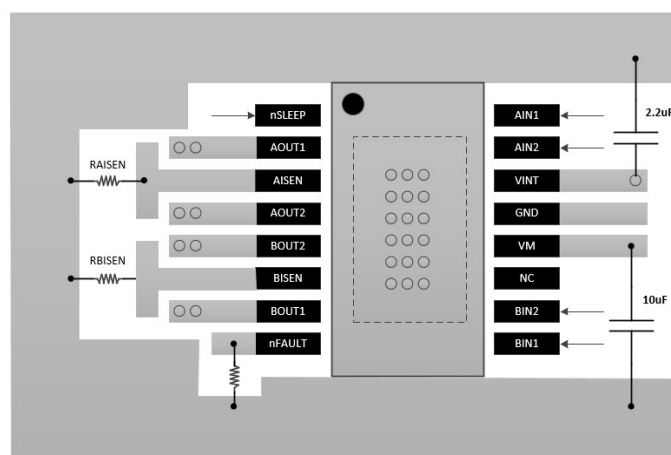 nSLEEP
AOUT1
AISEN
AOUT2
BOUT2
BISEN
BOUT1
nFAULT
RAISEN
RBISEN
AIN1
AIN2
VINT
GND
VM
NC
BIN2
BIN1
2.2uF
10uF